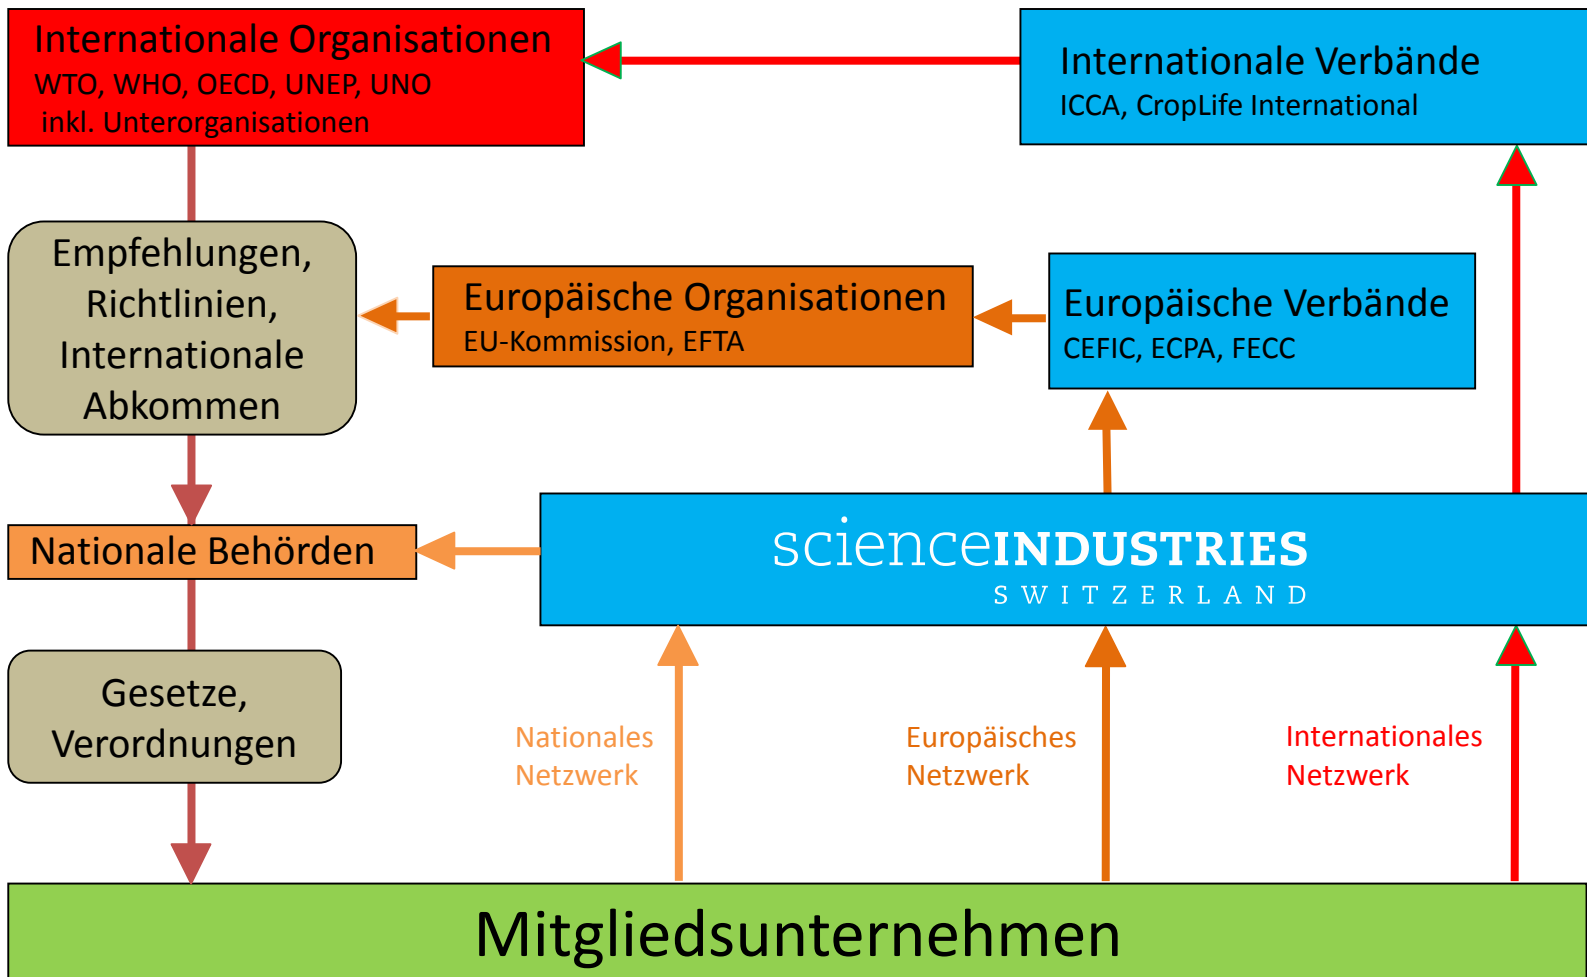 Internationale Organisationen
WTO, WHO, OECD, UNEP, UNO
inkl. Unterorganisationen
Internationale Verbände
ICCA, CropLife International
Empfehlungen,
Richtlinien,
Internationale
Abkommen
Europäische Organisationen
EU-Kommission, EFTA
Europäische Verbände
CEFIC, ECPA, FECC
Nationale Behörden
scienceINDUSTRIES
SWITZERLAND
Gesetze,
Verordnungen
Nationales
Netzwerk
Europäisches
Netzwerk
Internationales
Netzwerk
Mitgliedsunternehmen